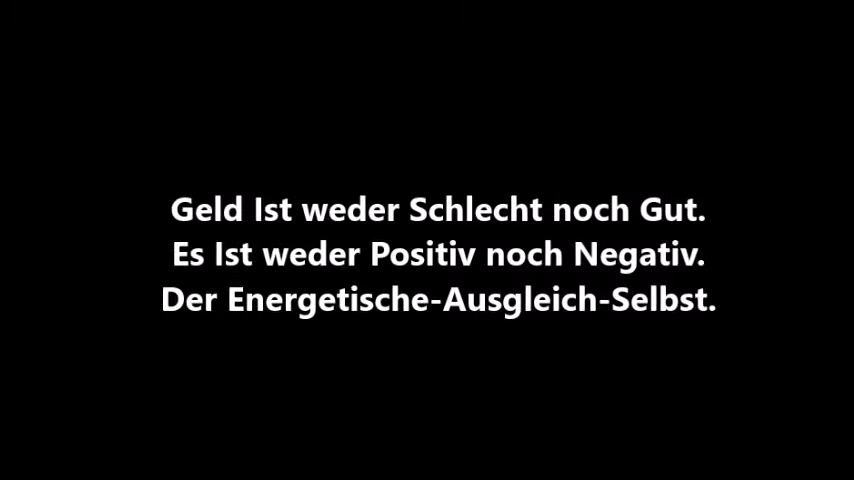 Geld Ist weder Schlecht noch Gut.
Es Ist weder Positiv noch Negativ.
Der Energetische-Ausgleich-Selbst.